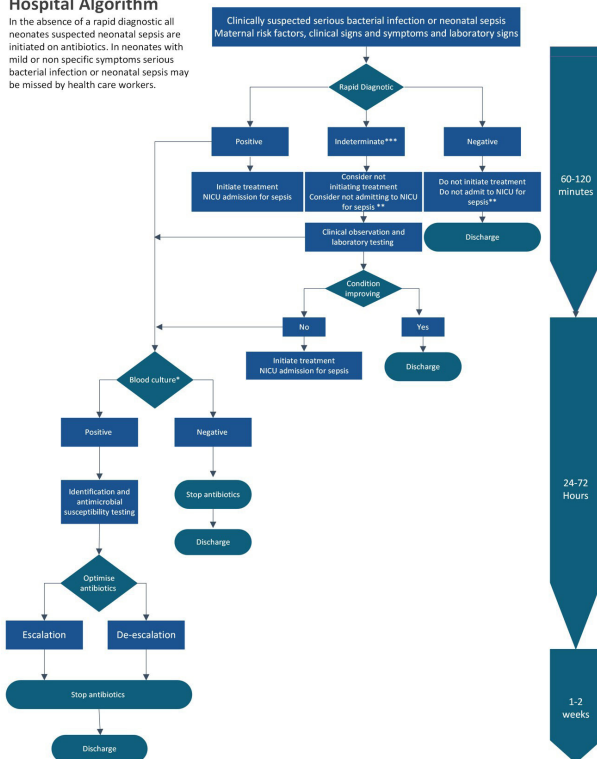 Hospital Algorithm
In the absence of a rapid diagnostic all
neonates suspected neonatal sepsis are
initiated on antibiotics. In neonates with
mild or non specific symptoms serious
bacterial infection or neonatal sepsis may
be missed by health care workers.
Clinically suspected serious bacterial infection or neonatal sepsis
Maternal risk factors, clinical signs and symptoms and laboratory signs
Rapid Diagnostic
Positive
Indeterminate***
Negative
Initiate treatment
NICU admission for sepsis
Consider not
initiating treatment
Consider not admitting to NICU
for sepsis **
Do not initiate treatment
Do not admit to NICU for
sepsis**
60-120
minutes
Clinical observation and
laboratory testing
Discharge
Condition
improving
No
Yes
Initiate treatment
NICU admission for sepsis
Discharge
Blood culture*
Positive
Negative
Identification and
antimicrobial
susceptibility testing
Stop antibiotics
Discharge
24-72
Hours
Optimise
antibiotics
Escalation
De-escalation
Stop antibiotics
Discharge
1-2
weeks